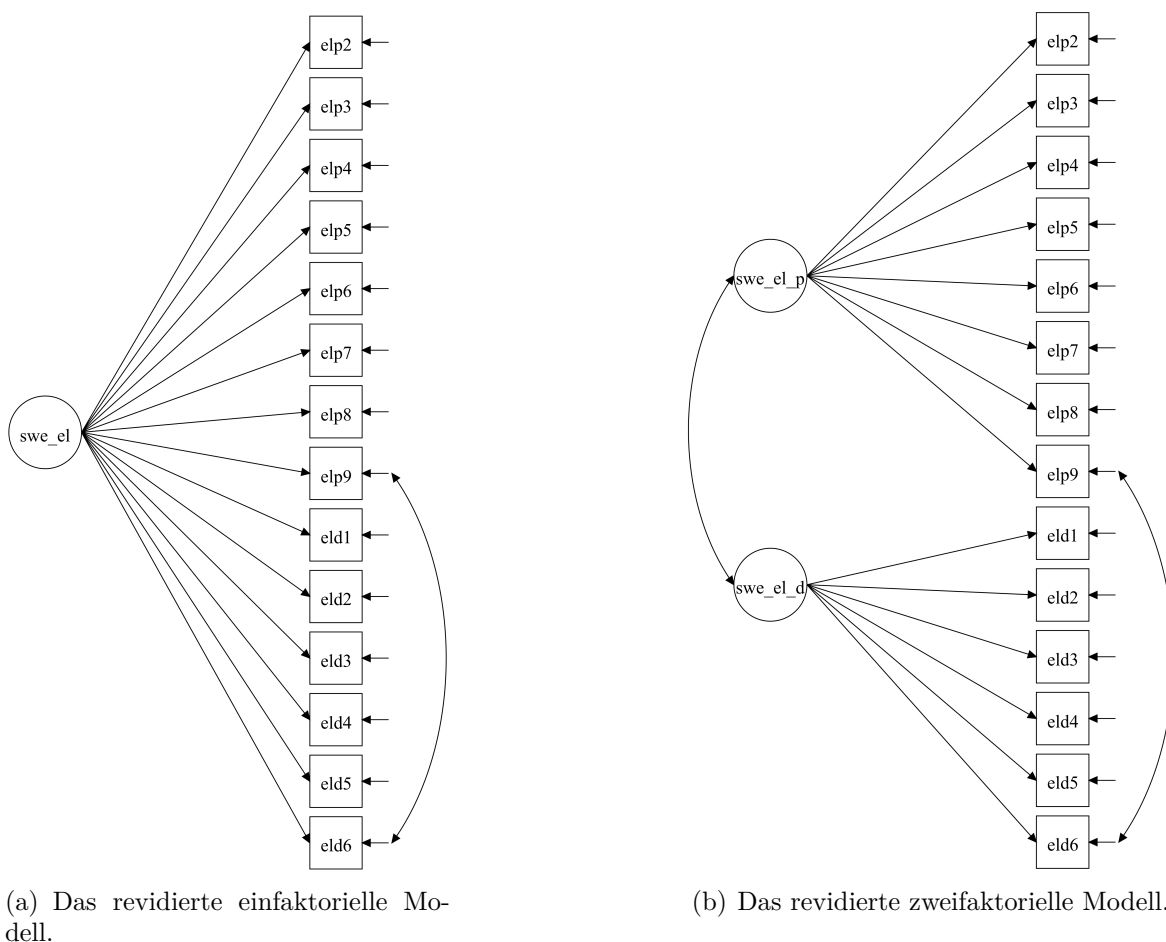 elp2
elp3
elp4
elp5
elp6
elp7
elp8
elp9
eld1
eld2
eld3
eld4
eld5
eld6
swe_el
(a) Das revidierte einfaktorielle Mo-
dell.
elp2
elp3
elp4
elp5
elp6
elp7
elp8
elp9
eld1
eld2
eld3
eld4
eld5
eld6
swe_el_p
swe_el_d
(b) Das revidierte zweifaktorielle Modell.